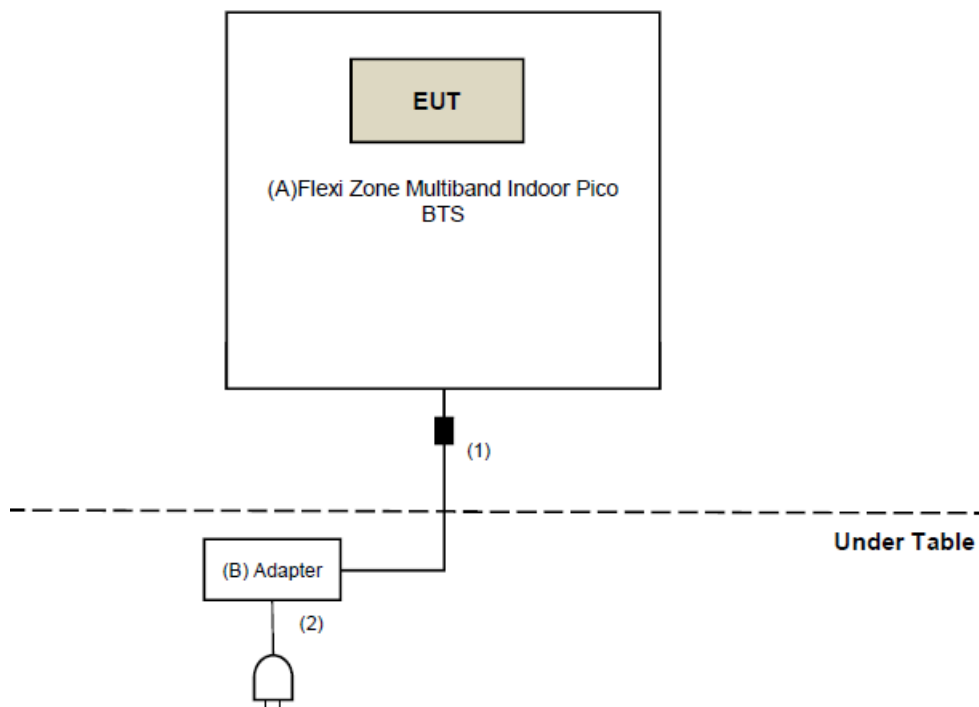 EUT
(A)Flexi Zone Multiband Indoor Pico
BTS
(1)
Under Table
(B) Adapter
(2)